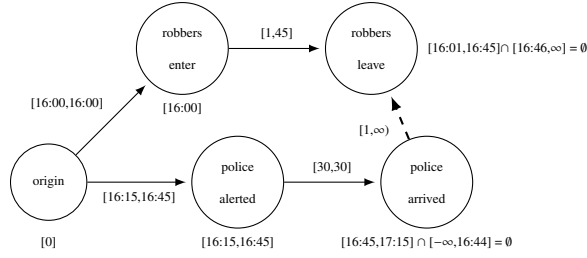 robbers
enter
[1,45]
robbers
leave
[16:01,16:45]∩ [16:46,∞] = ∅
[16:00,16:00]
[16:00]
[1,∞)
origin
police
alerted
[30,30]
police
arrived
[16:15,16:45]
[0]
[16:15,16:45]
[16:45,17:15] ∩ [-∞,16:44] = ∅